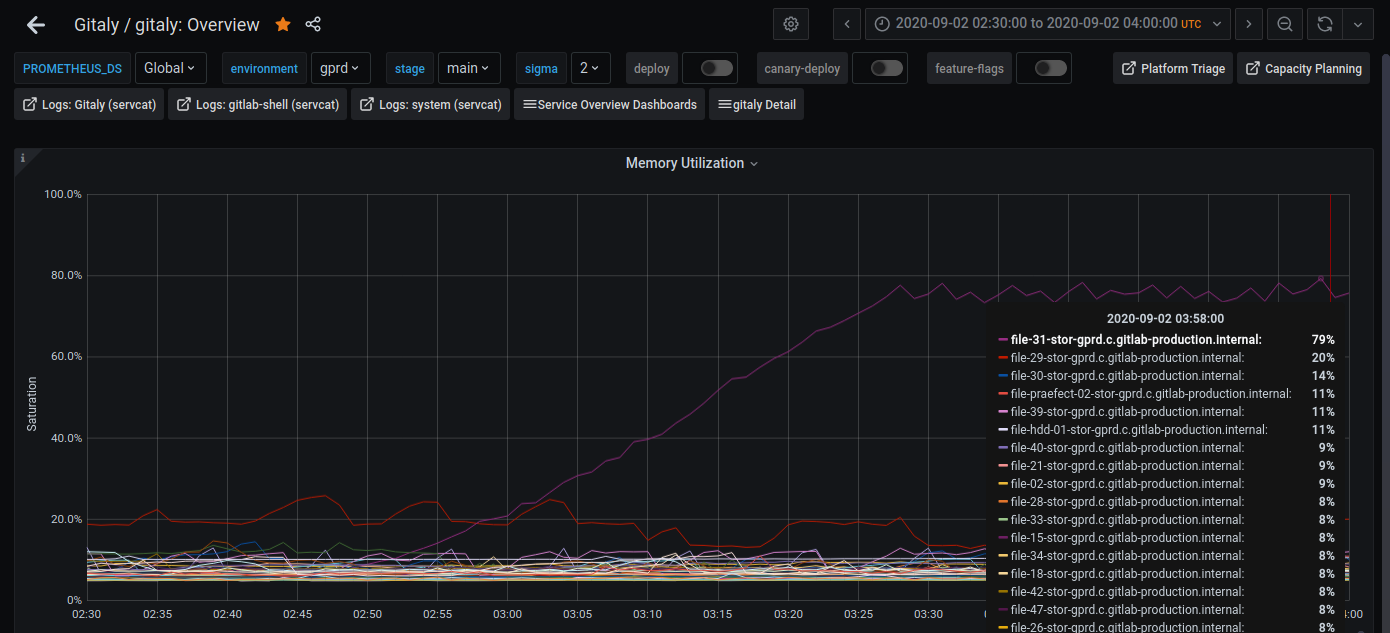 Gitaly / gitaly: Overview
2020-09-02 02:30:00 to 2020-09-02 04:00:00 UTC
PROMETHEUS_DS Global environment gprd stage main sigma 2 deploy canary-deploy feature-flags Platform Triage Capacity Planning
Logs: Gitaly (servcat) Logs: gitlab-shell (servcat) Logs: system (servcat) Service Overview Dashboards gitaly Detail
i
Memory Utilization
100.0%
80.0%
60.0%
40.0%
20.0%
0%
Saturation
02:30 02:35 02:40 02:45 02:50 02:55 03:00 03:05 03:10 03:15 03:20 03:25 03:30 :00
2020-09-02 03:58:00
file-31-stor-gprd.c.gitlab-production.internal: 79%
file-29-stor-gprd.c.gitlab-production.internal: 20%
file-30-stor-gprd.c.gitlab-production.internal: 14%
file-praefect-02-stor-gprd.c.gitlab-production.internal: 11%
file-39-stor-gprd.c.gitlab-production.internal: 11%
file-hdd-01-stor-gprd.c.gitlab-production.internal: 11%
file-40-stor-gprd.c.gitlab-production.internal: 9%
file-21-stor-gprd.c.gitlab-production.internal: 9%
file-02-stor-gprd.c.gitlab-production.internal: 9%
file-28-stor-gprd.c.gitlab-production.internal: 8%
file-33-stor-gprd.c.gitlab-production.internal: 8%
file-15-stor-gprd.c.gitlab-production.internal: 8%
file-34-stor-gprd.c.gitlab-production.internal: 8%
file-18-stor-gprd.c.gitlab-production.internal: 8%
file-42-stor-gprd.c.gitlab-production.internal: 8%
file-47-stor-gprd.c.gitlab-production.internal: 8%
file-26-stor-gprd.c.gitlab-production.internal: 8%